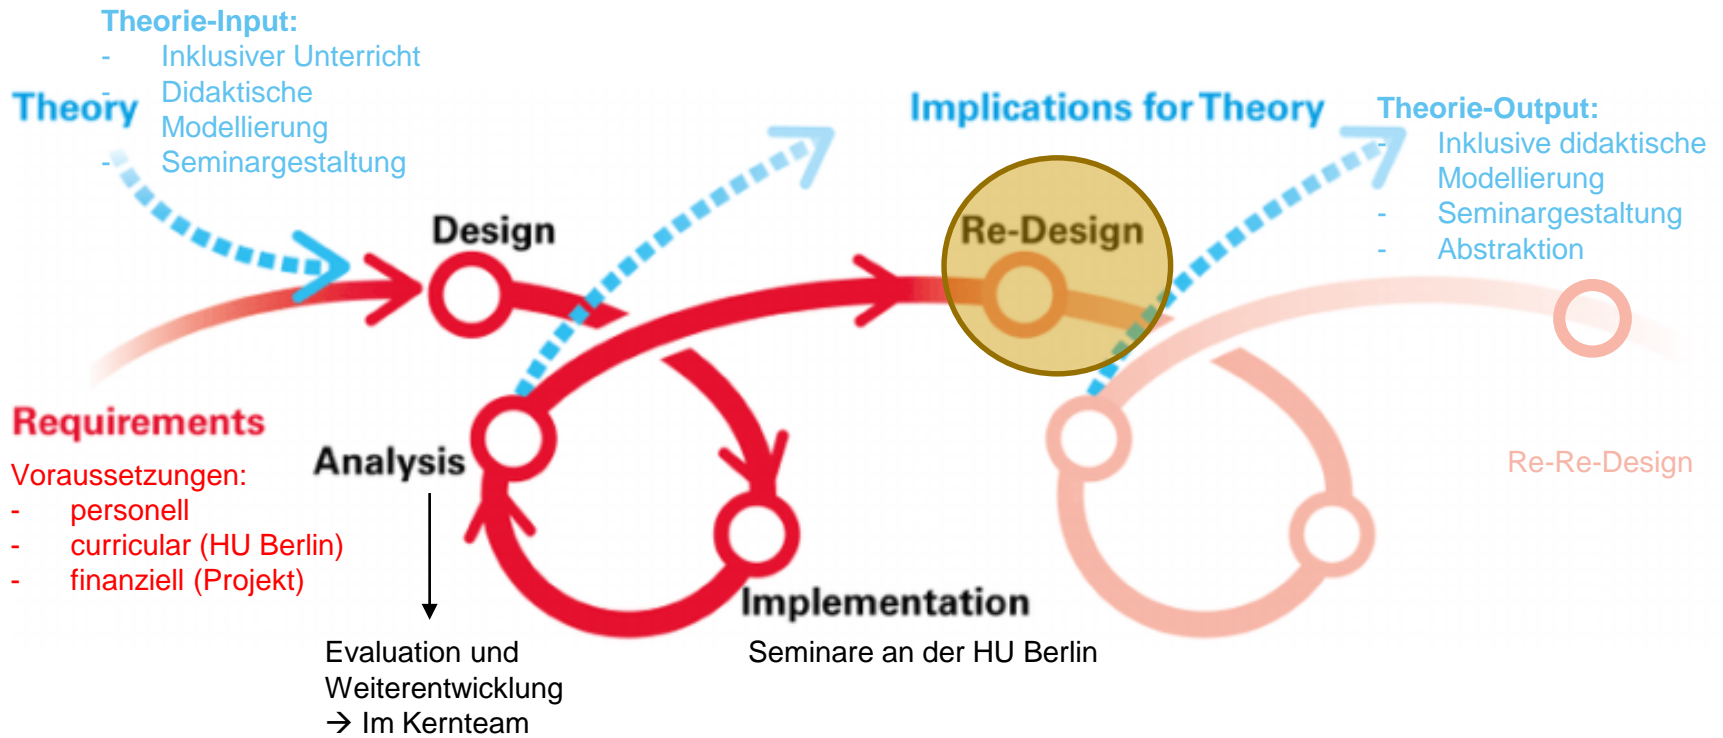 Theorie-Input:
- Inklusiver Unterricht
- Didaktische
Modellierung
- Seminargestaltung
Theory
Implications for Theory
Theorie-Output:
- Inklusive didaktische
Modellierung
- Seminargestaltung
- Abstraktion
Design
Re-Design
Requirements
Voraussetzungen:
- personell
- curricular (HU Berlin)
- finanziell (Projekt)
Analysis
Re-Re-Design
Implementation
Seminare an der HU Berlin
Evaluation und
Weiterentwicklung
→ Im Kernteam